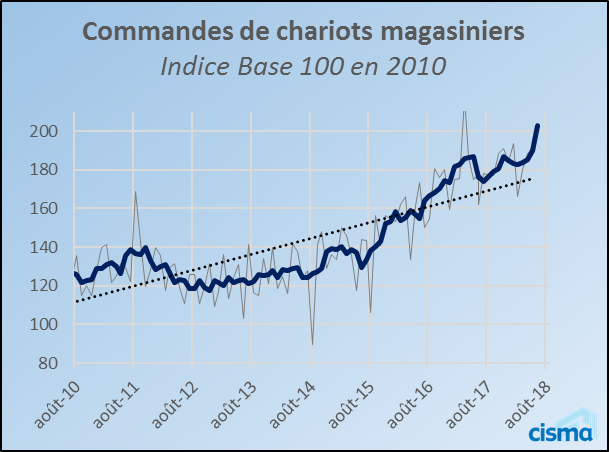 Commandes de chariots magasiniers
Indice Base 100 en 2010
200
180
160
140
120
100
80
août-10
août-11
août-12
août-13
août-14
août-15
août-16
août-17
août-18
cisma